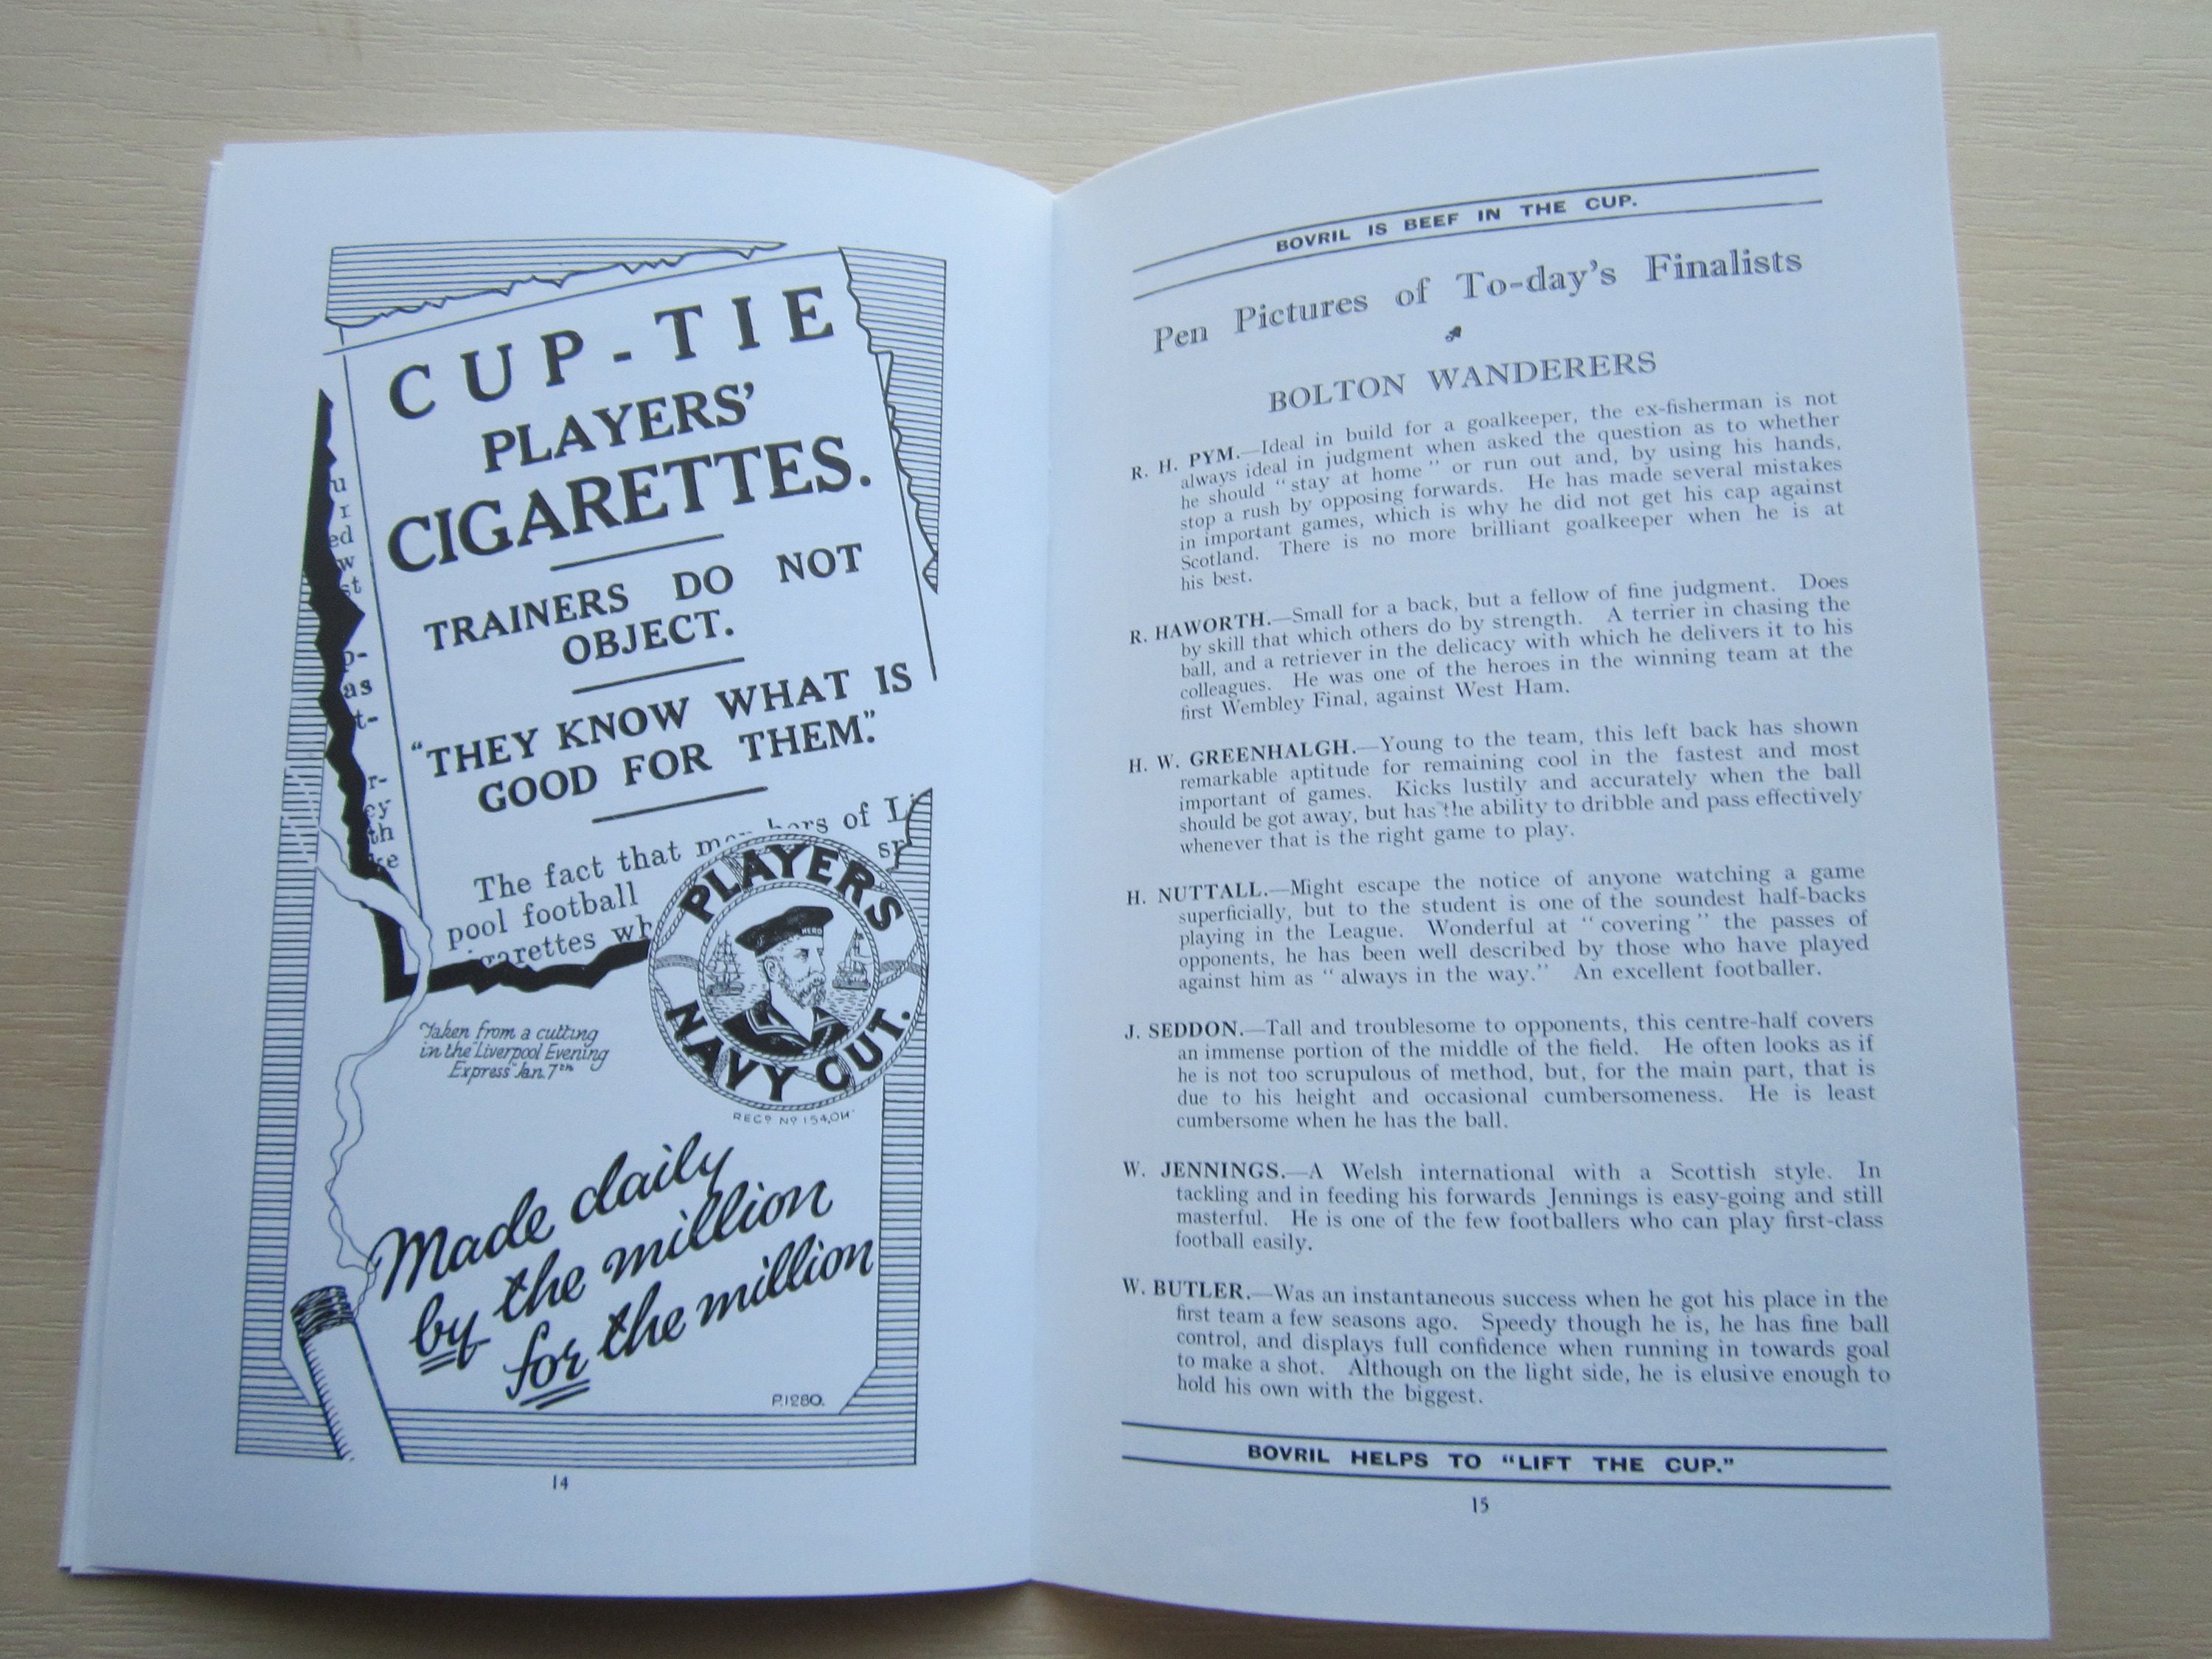 CUP-TIE
PLAYERS'
CIGARETTES.
TRAINERS DO NOT
OBJECT.
"THEY KNOW WHAT IS
GOOD FOR THEM."
u
r
ed
w
st
p-
as
t-
r-
ey
th
ke
The fact that mem bers of Li
pool football sr
igarettes wh
PLAYERS
NAVY CUT.
HERO
Taken from a cutting
in the "Liverpool Evening
Express" Jan. 7th
Made daily
by the million
for the million
P.1280.
14
BOVRIL IS BEEF IN THE CUP.
Pen Pictures of To-day's Finalists
BOLTON WANDERERS
R. H. PYM.—Ideal in build for a goalkeeper, the ex-fisherman is not
always ideal in judgment when asked the question as to whether
he should "stay at home" or run out and, by using his hands,
stop a rush by opposing forwards. He has made several mistakes
in important games, which is why he did not get his cap against
Scotland. There is no more brilliant goalkeeper when he is at
his best.
R. HAWORTH.—Small for a back, but a fellow of fine judgment. Does
by skill that which others do by strength. A terrier in chasing the
ball, and a retriever in the delicacy with which he delivers it to his
colleagues. He was one of the heroes in the winning team at the
first Wembley Final, against West Ham.
H. W. GREENHALGH.—Young to the team, this left back has shown
remarkable aptitude for remaining cool in the fastest and most
important of games. Kicks lustily and accurately when the ball
should be got away, but has the ability to dribble and pass effectively
whenever that is the right game to play.
H. NUTTALL.—Might escape the notice of anyone watching a game
superficially, but to the student is one of the soundest half-backs
playing in the League. Wonderful at "covering" the passes of
opponents, he has been well described by those who have played
against him as "always in the way." An excellent footballer.
J. SEDDON.—Tall and troublesome to opponents, this centre-half covers
an immense portion of the middle of the field. He often looks as if
he is not too scrupulous of method, but, for the main part, that is
due to his height and occasional cumbersomeness. He is least
cumbersome when he has the ball.
W. JENNINGS.—A Welsh international with a Scottish style. In
tackling and in feeding his forwards Jennings is easy-going and still
masterful. He is one of the few footballers who can play first-class
football easily.
W. BUTLER.—Was an instantaneous success when he got his place in the
first team a few seasons ago. Speedy though he is, he has fine ball
control, and displays full confidence when running in towards goal
to make a shot. Although on the light side, he is elusive enough to
hold his own with the biggest.
BOVRIL HELPS TO "LIFT THE CUP."
15